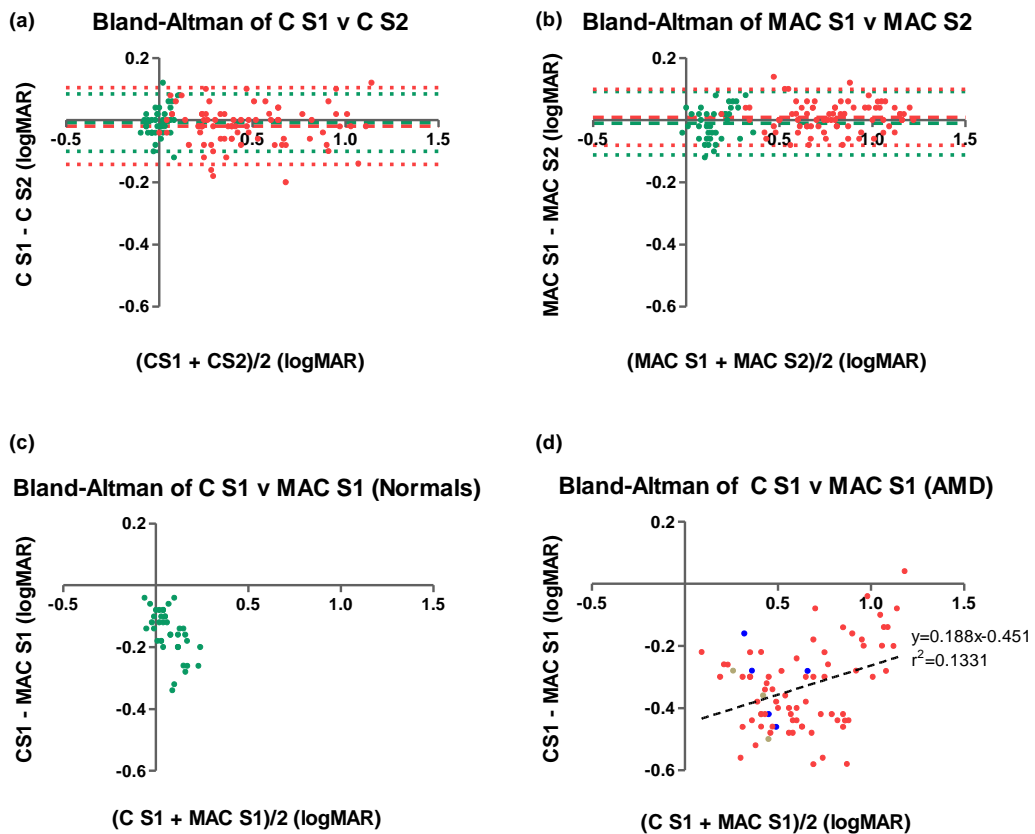 (a)
Bland-Altman of C S1 v C S2
0.2
-0.5
0.5
1.0
1.5
-0.2
-0.4
-0.6
C S1 - C S2 (logMAR)
(CS1 + CS2)/2 (logMAR)
(b)
Bland-Altman of MAC S1 v MAC S2
0.2
-0.5
0.5
1.0
1.5
-0.2
-0.4
-0.6
MAC S1 - MAC S2 (logMAR)
(MAC S1 + MAC S2)/2 (logMAR)
(c)
Bland-Altman of C S1 v MAC S1 (Normals)
0.2
-0.5
0.5
1.0
1.5
-0.2
-0.4
-0.6
CS1 - MAC S1 (logMAR)
(C S1 + MAC S1)/2 (logMAR)
(d)
Bland-Altman of C S1 v MAC S1 (AMD)
0.2
-0.5
0.5
1.0
1.5
-0.2
-0.4
-0.6
y=0.188x-0.451
r²=0.1331
CS1 - MAC S1 (logMAR)
(C S1 + MAC S1)/2 (logMAR)